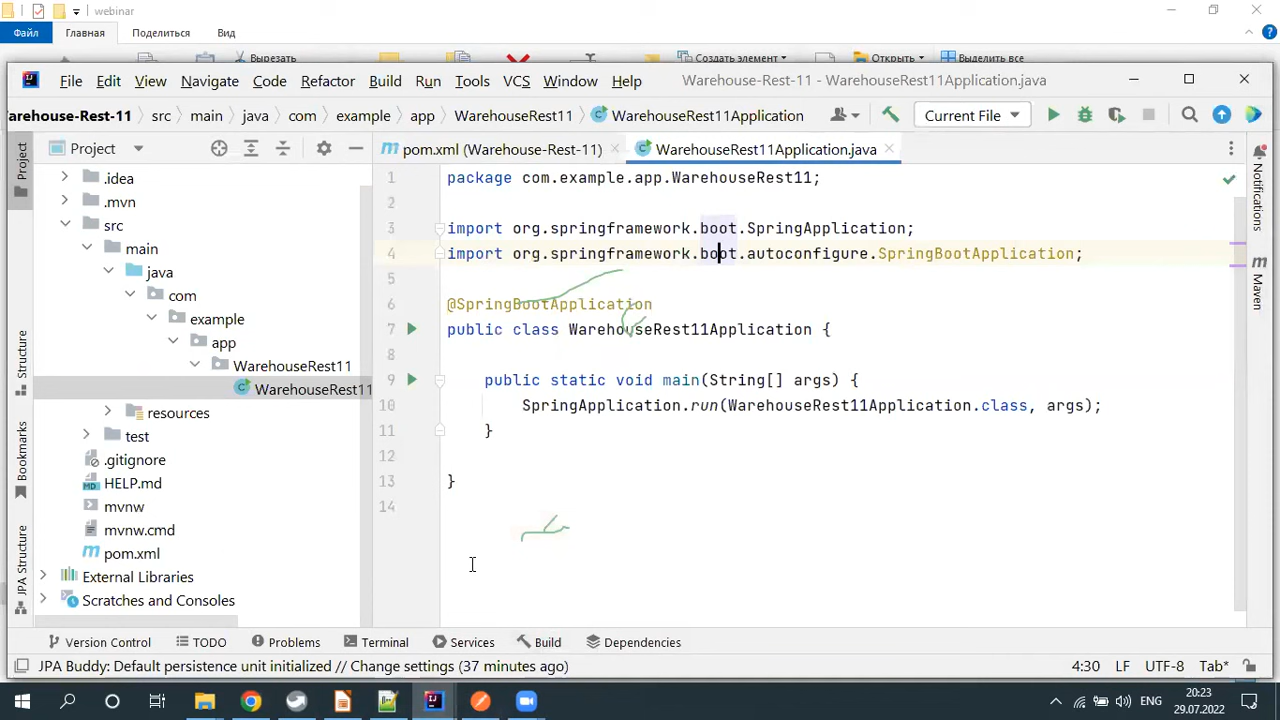 webinar
Файл Главная Поделиться Вид
Вырезать Создать элемент Открыть Выделить все
File Edit View Navigate Code Refactor Build Run Tools VCS Window Help Warehouse-Rest-11 - WarehouseRest11Application.java
arehouse-Rest-11 src main java com example app WarehouseRest11 WarehouseRest11Application Current File
Project pom.xml (Warehouse-Rest-11) WarehouseRest11Application.java
Project
Structure
Bookmarks
JPA Structure
.idea
.mvn
src
main
java
com
example
app
WarehouseRest11
WarehouseRest11
resources
test
.gitignore
HELP.md
mvnw
mvnw.cmd
pom.xml
External Libraries
Scratches and Consoles
1 package com.example.app.WarehouseRest11;
2
3 import org.springframework.boot.SpringApplication;
4 import org.springframework.boot.autoconfigure.SpringBootApplication;
5
6 @SpringBootApplication
7 public class WarehouseRest11Application {
8
9 public static void main(String[] args) {
10 SpringApplication.run(WarehouseRest11Application.class, args);
11 }
12
13 }
14
Notifications
Maven
Version Control TODO Problems Terminal Services Build Dependencies
JPA Buddy: Default persistence unit initialized // Change settings (37 minutes ago) 4:30 LF UTF-8 Tab*
ENG 20:23
29.07.2022